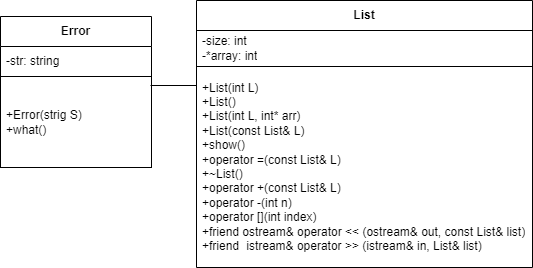 Error
-str: string
+Error(strig S)
+what()
List
-size: int
-*array: int
+List(int L)
+List()
+List(int L, int* arr)
+List(const List& L)
+show()
+operator =(const List& L)
+~List()
+operator +(const List& L)
+operator -(int n)
+operator [](int index)
+friend ostream& operator << (ostream& out, const List& list)
+friend  istream& operator >> (istream& in, List& list)